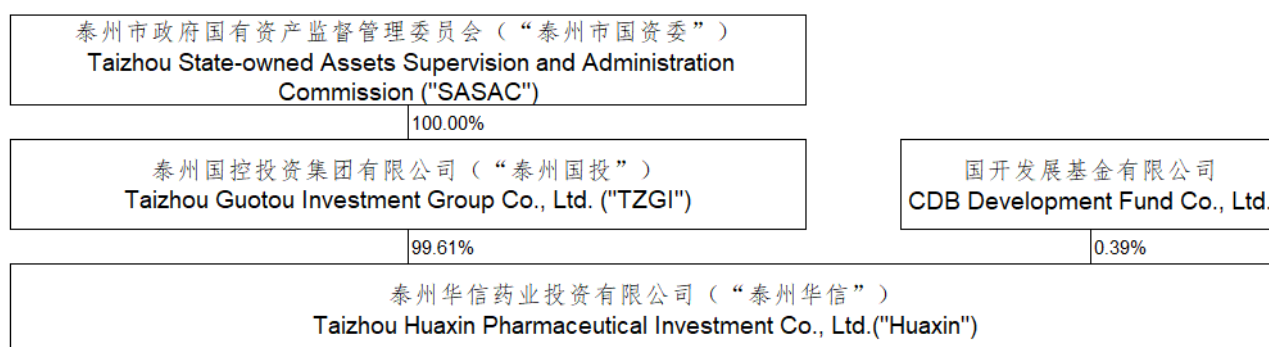 泰州市政府国有资产监督管理委员会（“泰州市国资委”）
Taizhou State-owned Assets Supervision and Administration
Commission ("SASAC")
100.00%
泰州国控投资集团有限公司（“泰州国投”）
Taizhou Guotou Investment Group Co., Ltd. ("TZGI")
国开发展基金有限公司
CDB Development Fund Co., Ltd.
99.61%
0.39%
泰州华信药业投资有限公司（“泰州华信”）
Taizhou Huaxin Pharmaceutical Investment Co., Ltd.("Huaxin")